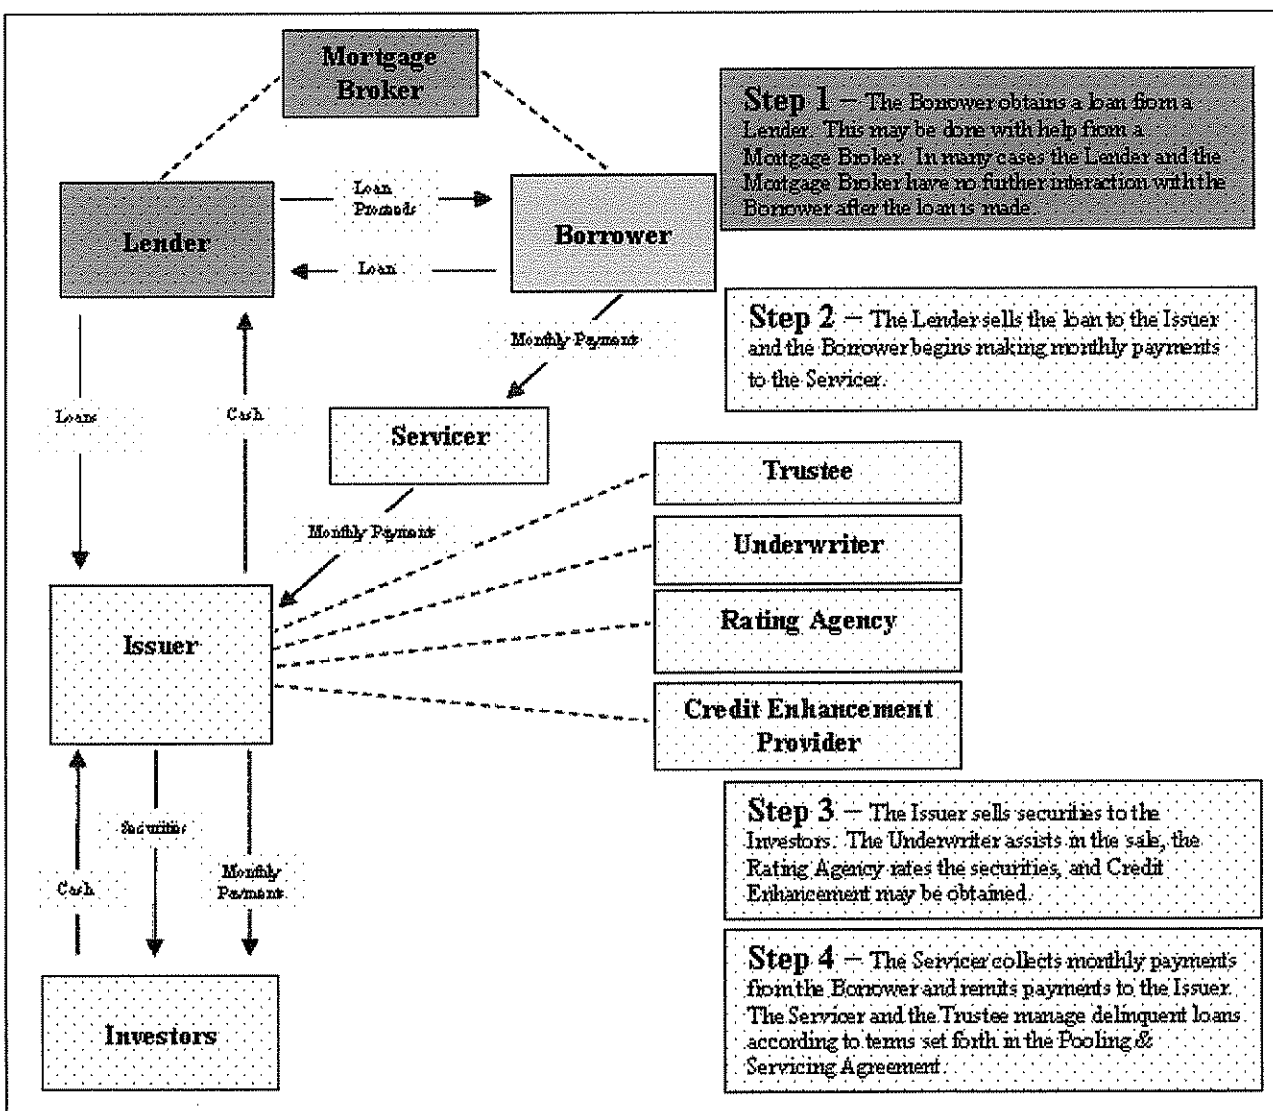 Mortgage
Broker
Step 1 – The Borrower obtains a loan from a
Lender. This may be done with help from a
Mortgage Broker. In many cases the Lender and the
Mortgage Broker have no further interaction with the
Borrower after the loan is made.
Loan
Proceeds
Lender
Borrower
Loan
Step 2 – The Lender sells the loan to the Issuer
and the Borrower begins making monthly payments
to the Servicer.
Monthly Payment
Loans
Cash
Servicer
Trustee
Monthly Payment
Underwriter
Issuer
Rating Agency
Credit Enhancement
Provider
Step 3 – The Issuer sells securities to the
Investors. The Underwriter assists in the sale, the
Rating Agency rates the securities, and Credit
Enhancement may be obtained.
Securities
Cash
Monthly
Payment
Step 4 – The Servicer collects monthly payments
from the Borrower and remits payments to the Issuer.
The Servicer and the Trustee manage delinquent loans
according to terms set forth in the Pooling &
Servicing Agreement.
Investors